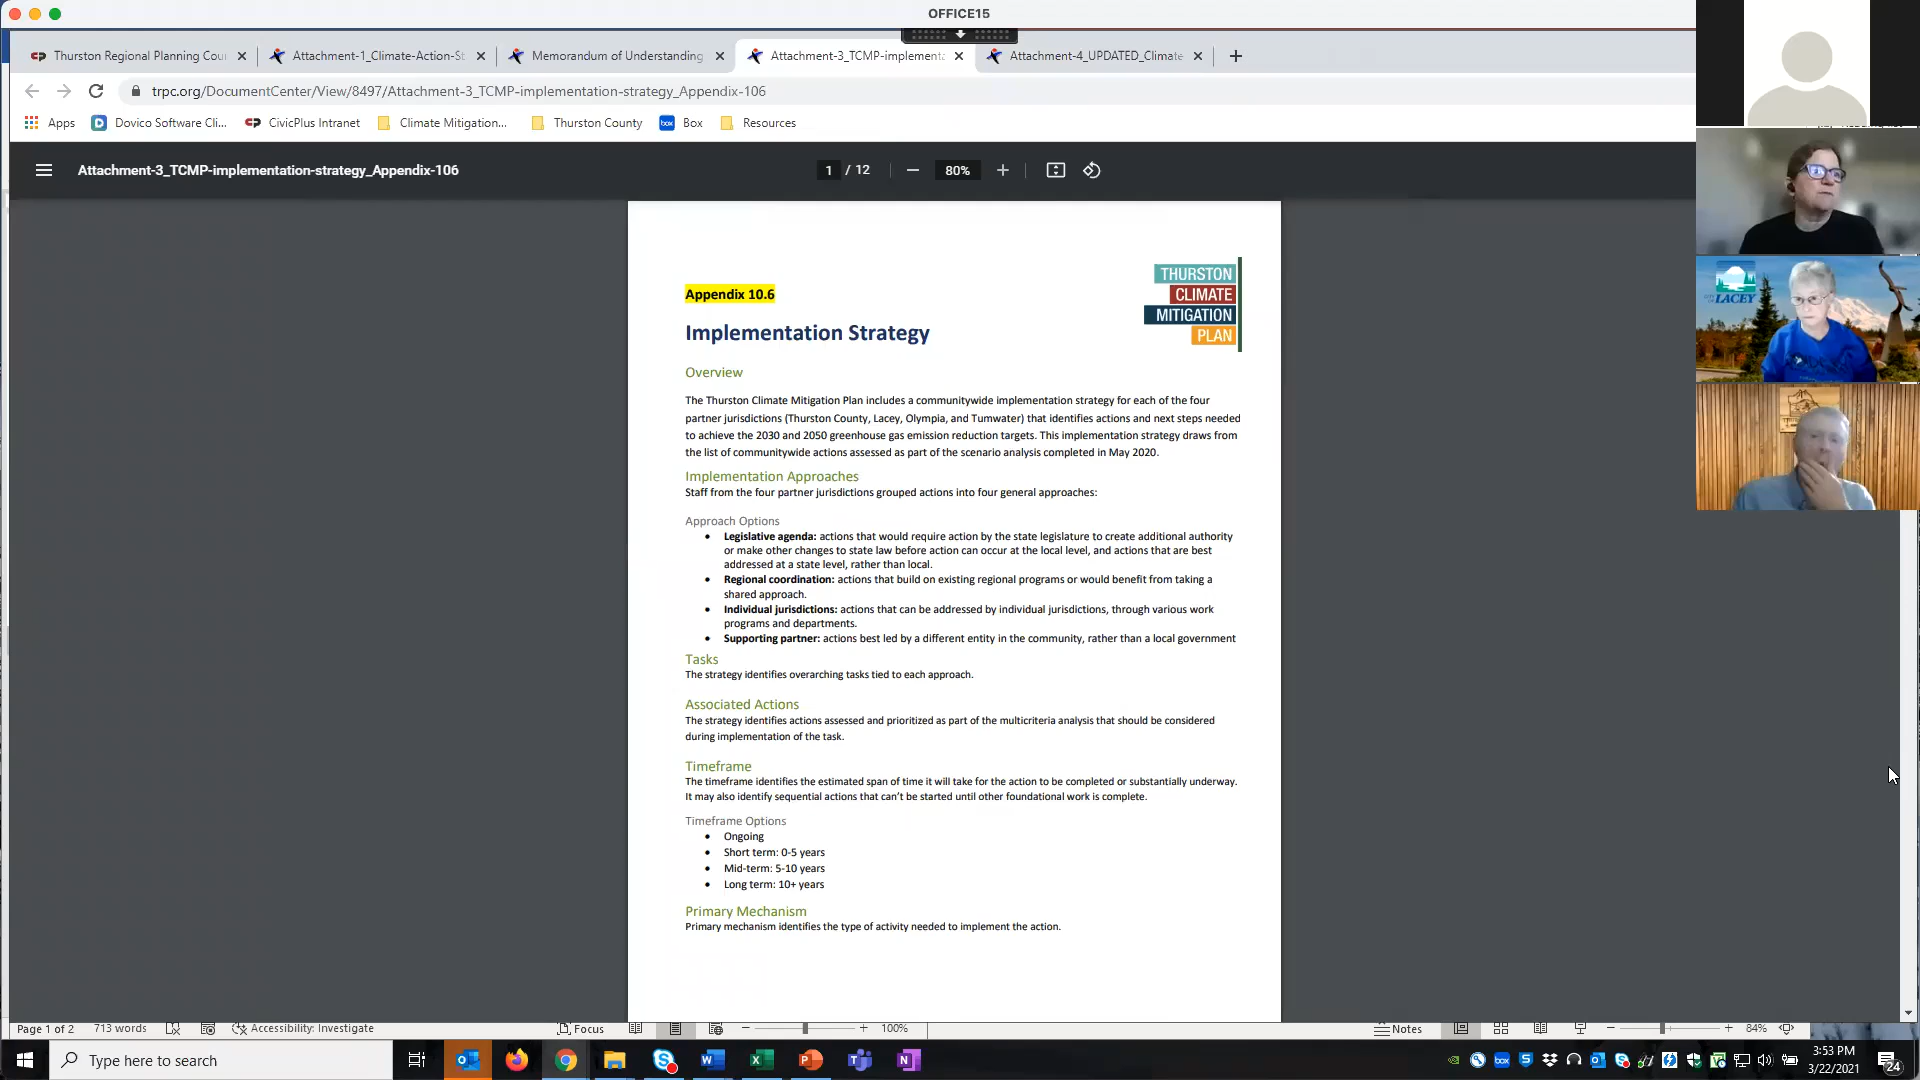 OFFICE15
Thurston Regional Planning Cou
Attachment-1_Climate-Action-St
Memorandum of Understanding
Attachment-3_TCMP-implementa
Attachment-4_UPDATED_Climate
trpc.org/DocumentCenter/View/8497/Attachment-3_TCMP-implementation-strategy_Appendix-106
Apps
Dovico Software Cli...
CivicPlus Intranet
Climate Mitigation...
Thurston County
Box
Resources
Attachment-3_TCMP-implementation-strategy_Appendix-106
1 / 12
80%
THURSTON
CLIMATE
MITIGATION
PLAN
Appendix 10.6
Implementation Strategy
Overview
The Thurston Climate Mitigation Plan includes a communitywide implementation strategy for each of the four
partner jurisdictions (Thurston County, Lacey, Olympia, and Tumwater) that identifies actions and next steps needed
to achieve the 2030 and 2050 greenhouse gas emission reduction targets. This implementation strategy draws from
the list of communitywide actions assessed as part of the scenario analysis completed in May 2020.
Implementation Approaches
Staff from the four partner jurisdictions grouped actions into four general approaches:
Approach Options
• Legislative agenda: actions that would require action by the state legislature to create additional authority
or make other changes to state law before action can occur at the local level, and actions that are best
addressed at a state level, rather than local.
• Regional coordination: actions that build on existing regional programs or would benefit from taking a
shared approach.
• Individual jurisdictions: actions that can be addressed by individual jurisdictions, through various work
programs and departments.
• Supporting partner: actions best led by a different entity in the community, rather than a local government
Tasks
The strategy identifies overarching tasks tied to each approach.
Associated Actions
The strategy identifies actions assessed and prioritized as part of the multicriteria analysis that should be considered
during implementation of the task.
Timeframe
The timeframe identifies the estimated span of time it will take for the action to be completed or substantially underway.
It may also identify sequential actions that can't be started until other foundational work is complete.
Timeframe Options
• Ongoing
• Short term: 0-5 years
• Mid-term: 5-10 years
• Long term: 10+ years
Primary Mechanism
Primary mechanism identifies the type of activity needed to implement the action.
LACEY
Page 1 of 2
713 words
Accessibility: Investigate
Focus
100%
Notes
84%
Type here to search
3:53 PM
3/22/2021
24